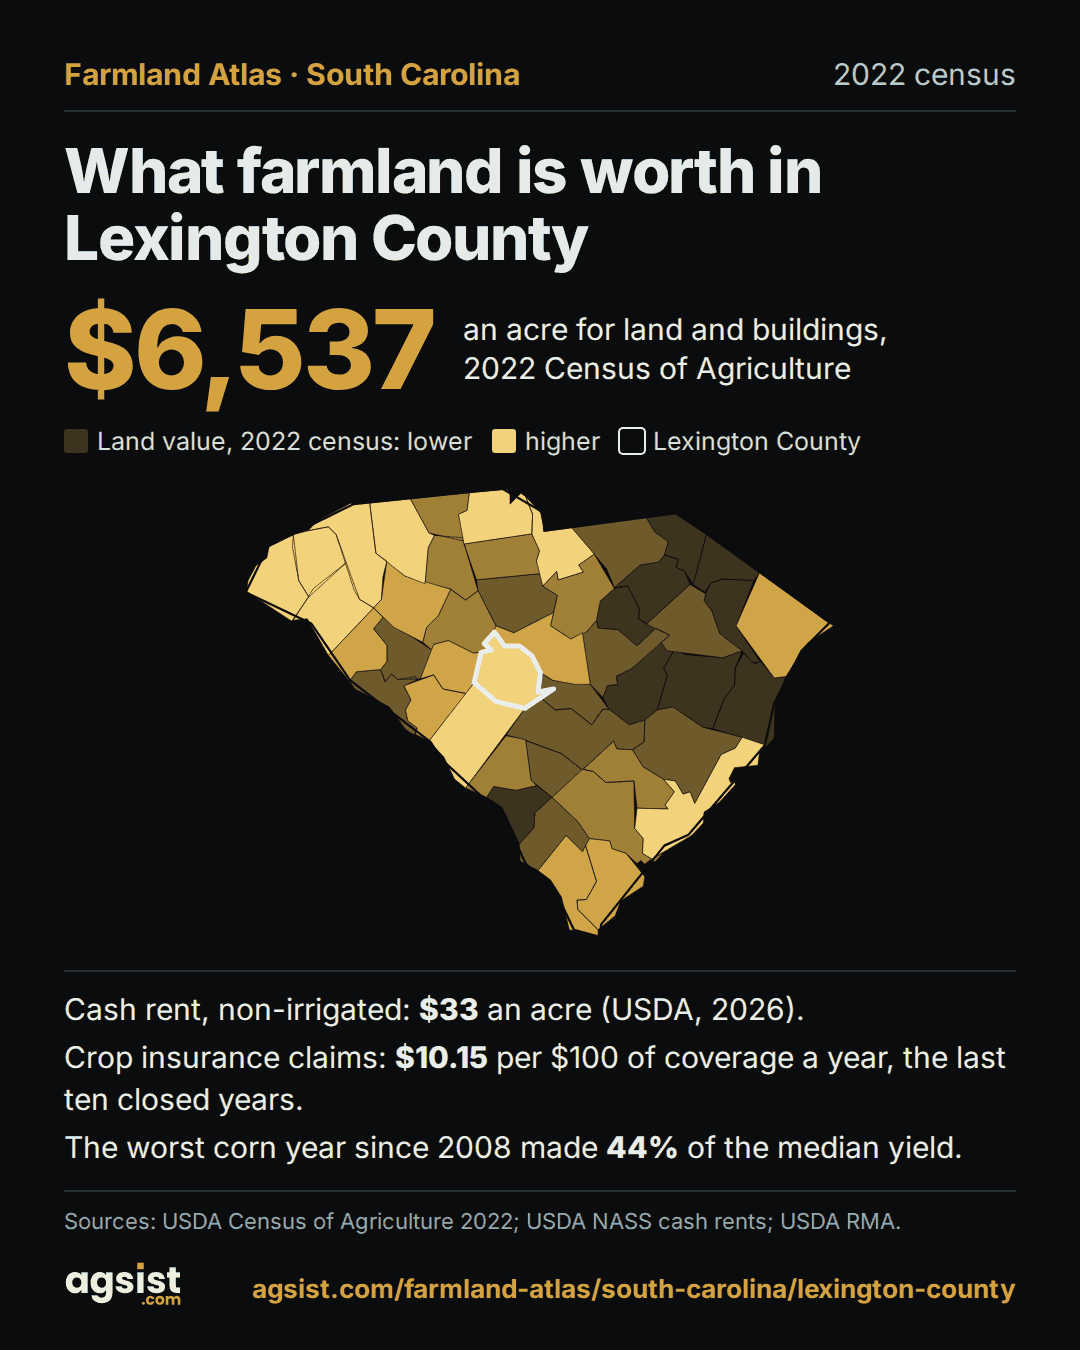 Farmland Atlas · South Carolina
2022 census
What farmland is worth in
Lexington County
$6,537
an acre for land and buildings,
2022 Census of Agriculture
Land value, 2022 census: lower
higher
Lexington County
Cash rent, non-irrigated: $33 an acre (USDA, 2026).
Crop insurance claims: $10.15 per $100 of coverage a year, the last
ten closed years.
The worst corn year since 2008 made 44% of the median yield.
Sources: USDA Census of Agriculture 2022; USDA NASS cash rents; USDA RMA.
agsist
.com
agsist.com/farmland-atlas/south-carolina/lexington-county